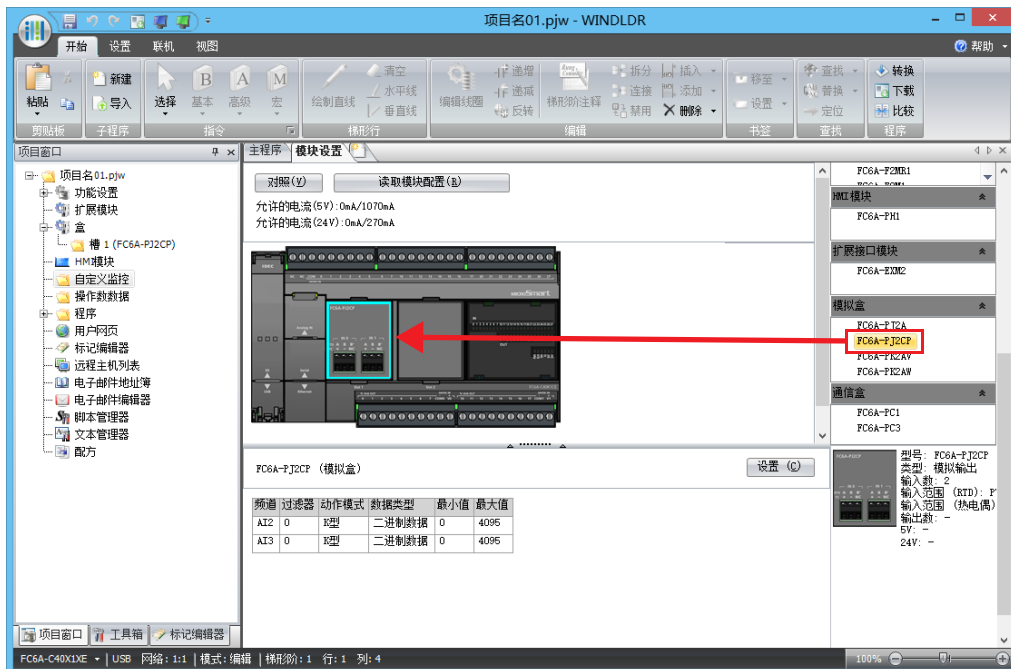 项目名01.pjw - WINDLDR
开始 设置 联机 视图 帮助
粘贴 新建 导入 选择 基本 高级 宏 绘制直线 清空 水平线 垂直线 编辑线圈 递增 递减 反转 梯形阶注释 拆分 连接 禁用 插入 添加 删除 移至 设置 查找 替换 定位 转换 下载 比较
剪贴板 子程序 指令 梯形行 编辑 书签 查找 程序
项目窗口
项目名01.pjw
功能设置
扩展模块
盒
槽 1 (FC6A-PJ2CP)
HMI模块
自定义监控
操作数数据
程序
用户网页
标记编辑器
远程主机列表
电子邮件地址簿
电子邮件编辑器
脚本管理器
文本管理器
配方
项目窗口 工具箱 标记编辑器
主程序 模块设置
对照(V) 读取模块配置(R)
允许的电流(5V):0mA/1070mA
允许的电流(24V):0mA/270mA
MICROSmart
FC6A-PJ2CP
FC6A-PJ2CP (模拟盒) 设置 (C)
频道 过滤器 动作模式 数据类型 最小值 最大值
AI2 0 K型 二进制数据 0 4095
AI3 0 K型 二进制数据 0 4095
FC6A-F2MR1
HMI模块
FC6A-PH1
扩展接口模块
FC6A-EXM2
模拟盒
FC6A-PJ2A
FC6A-PJ2CP
FC6A-PK2AV
FC6A-PK2AW
通信盒
FC6A-PC1
FC6A-PC3
FC6A-PJ2CP
型号: FC6A-PJ2CP
类型: 模拟输出
输入数: 2
输入范围 (RTD): P
输入范围 (热电偶)
输出数: -
5V: -
24V: -
FC6A-C40X1XE | USB 网络: 1:1 | 模式: 编辑 | 梯形阶: 1 行: 1 列: 4 100%